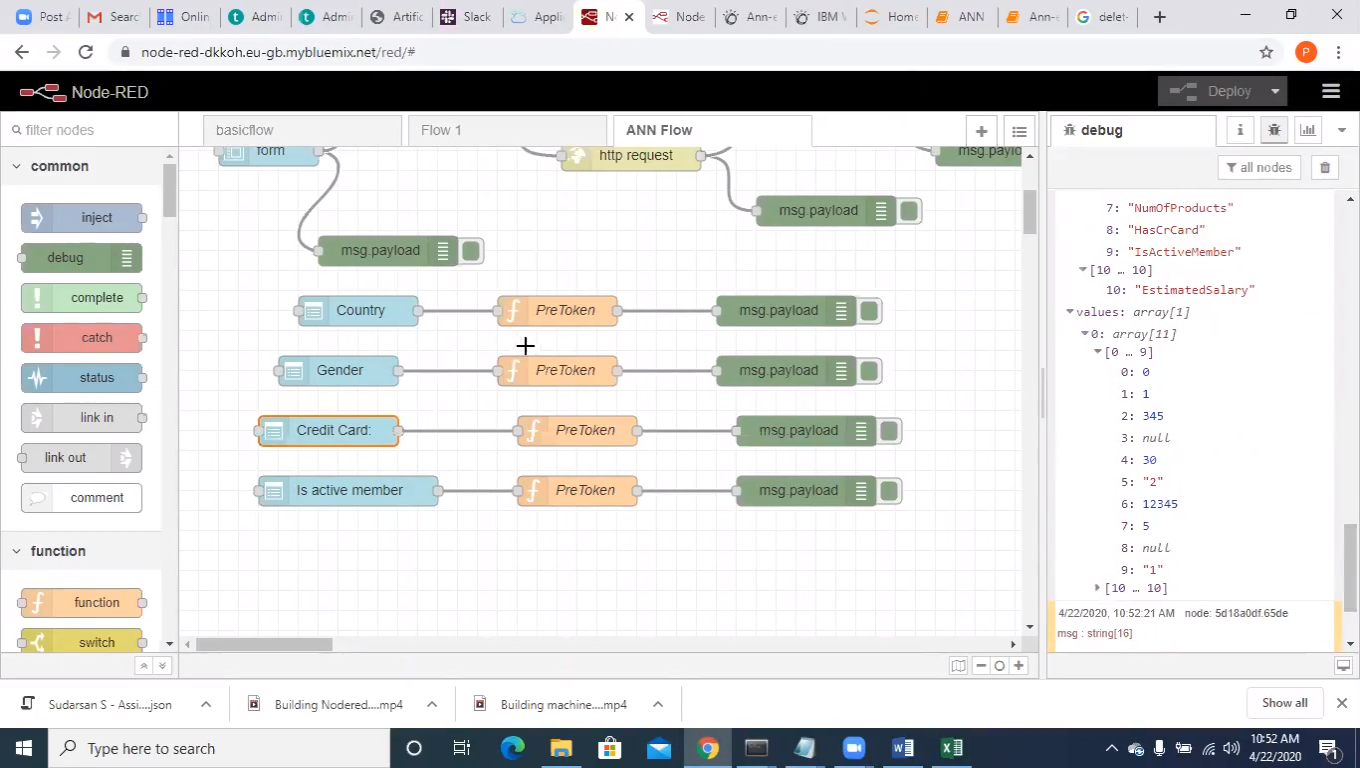 Post A
Searc
Onlin
Admi
Admi
Artific
Slack
Appli
No
Node
Ann-e
IBM
Home
ANN
Ann-e
delet
node-red-dkkoh.eu-gb.mybluemix.net/red/#
P
Node-RED
Deploy
filter nodes
basicflow
Flow 1
ANN Flow
debug
i
all nodes
common
inject
debug
complete
catch
status
link in
link out
comment
function
function
switch
form
http request
msg.payload
msg.payload
msg.payload
Country
PreToken
msg.payload
Gender
PreToken
msg.payload
Credit Card:
PreToken
msg.payload
Is active member
PreToken
msg.payload
7: "NumOfProducts"
8: "HasCrCard"
9: "IsActiveMember"
[10 … 10]
10: "EstimatedSalary"
values: array[1]
0: array[11]
[0 … 9]
0: 0
1: 1
2: 345
3: null
4: 30
5: "2"
6: 12345
7: 5
8: null
9: "1"
[10 … 10]
4/22/2020, 10:52:21 AM node: 5d18a0df.65de
msg : string[16]
Sudarsan S - Assi....json
Building Nodered....mp4
Building machine....mp4
Show all
Type here to search
10:52 AM
4/22/2020
1